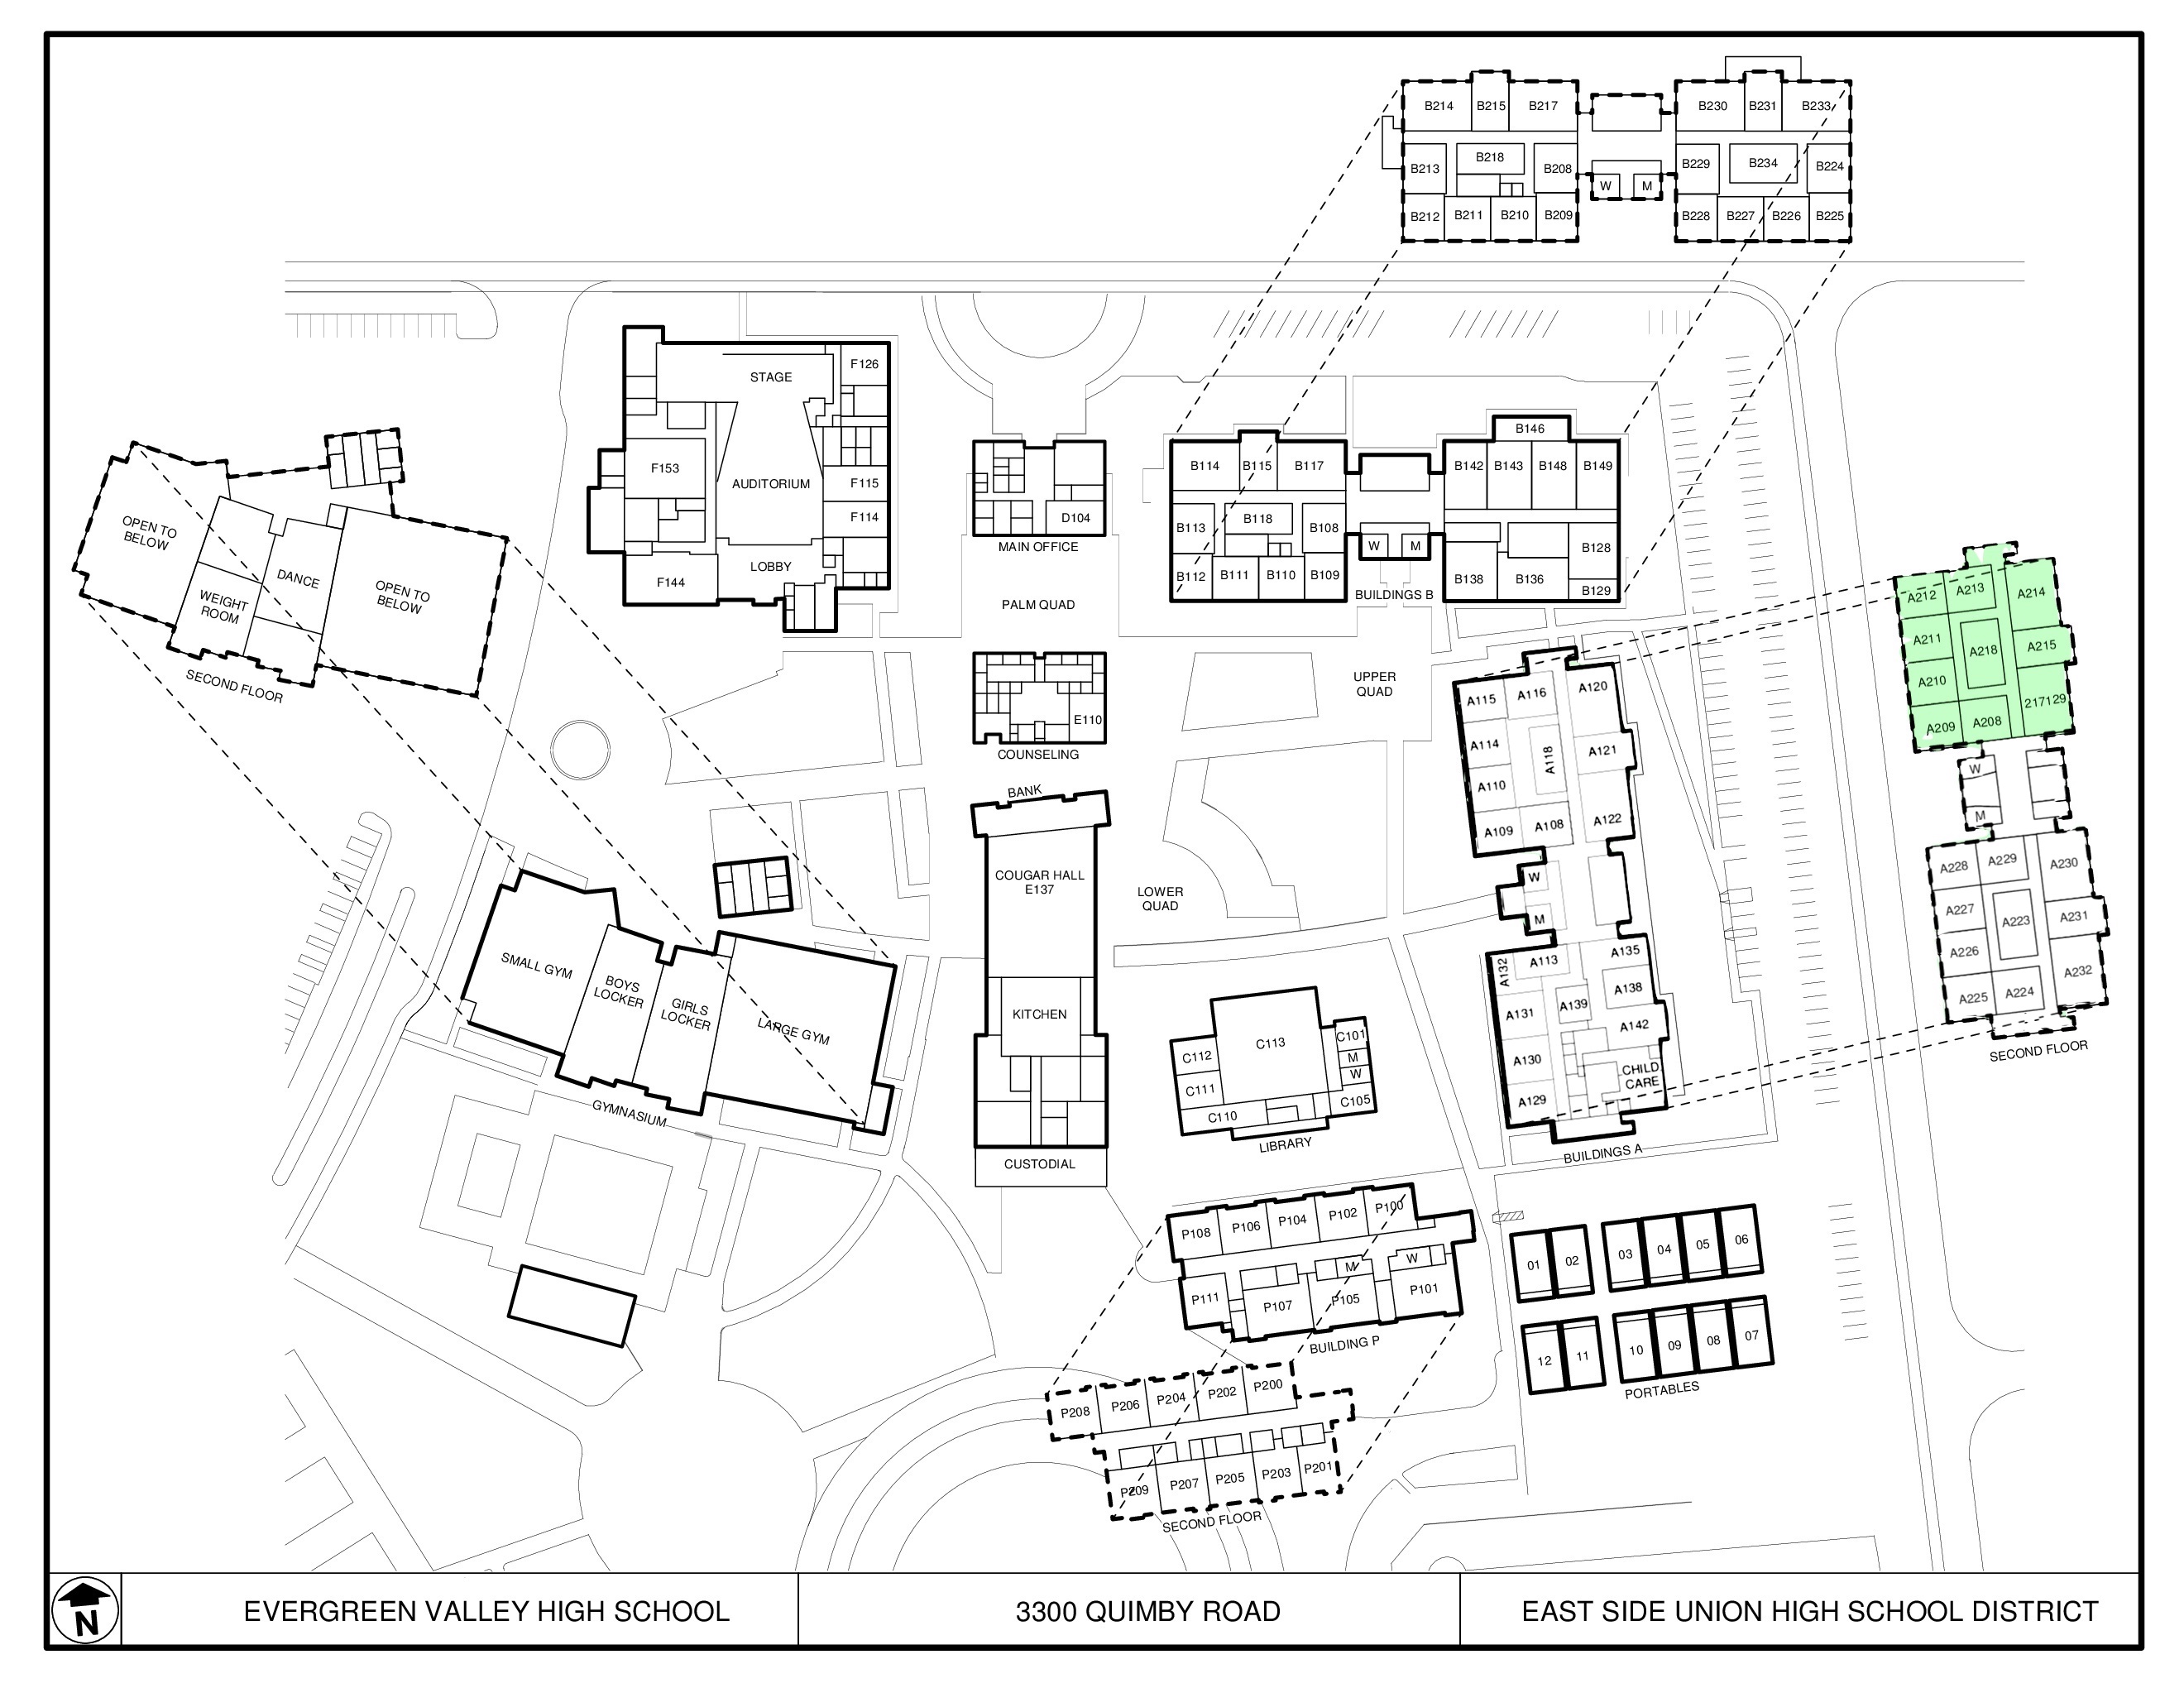 B214 B215 B217
B230 B231 B233
B213 B218 B208
B229 B234 B224
W M
B212 B211 B210 B209
B228 B227 B226 B225
STAGE
F126
F153
AUDITORIUM
F115
F114
LOBBY
F144
D104
MAIN OFFICE
PALM QUAD
E110
COUNSELING
B114 B115 B117
B113 B118 B108
B112 B111 B110 B109
W M
BUILDINGS B
B146
B142 B143 B148 B149
B128
B138 B136
B129
UPPER
QUAD
OPEN TO
BELOW
WEIGHT
ROOM
DANCE
OPEN TO
BELOW
SECOND FLOOR
A212 A213 A214
A211 A218 A215
A210
217129
A209 A208
W
M
A228 A229 A230
A227 A223 A231
A226
A232
A225 A224
SECOND FLOOR
A115 A116 A120
A114 A118 A121
A110
A109 A108 A122
W
M
A132 A113 A135
A131 A139 A138
A142
A130
CHILD
CARE
A129
BUILDINGS A
BANK
COUGAR HALL
E137
KITCHEN
CUSTODIAL
LOWER
QUAD
SMALL GYM
BOYS
LOCKER
GIRLS
LOCKER
LARGE GYM
GYMNASIUM
C113
C101
C112
M
W
C111
C105
C110
LIBRARY
P108 P106 P104 P102 P100
W
M
P111 P107 P105 P101
BUILDING P
P208 P206 P204 P202 P200
P209 P207 P205 P203 P201
SECOND FLOOR
01 02 03 04 05 06
12 11 10 09 08 07
PORTABLES
N
EVERGREEN VALLEY HIGH SCHOOL
3300 QUIMBY ROAD
EAST SIDE UNION HIGH SCHOOL DISTRICT